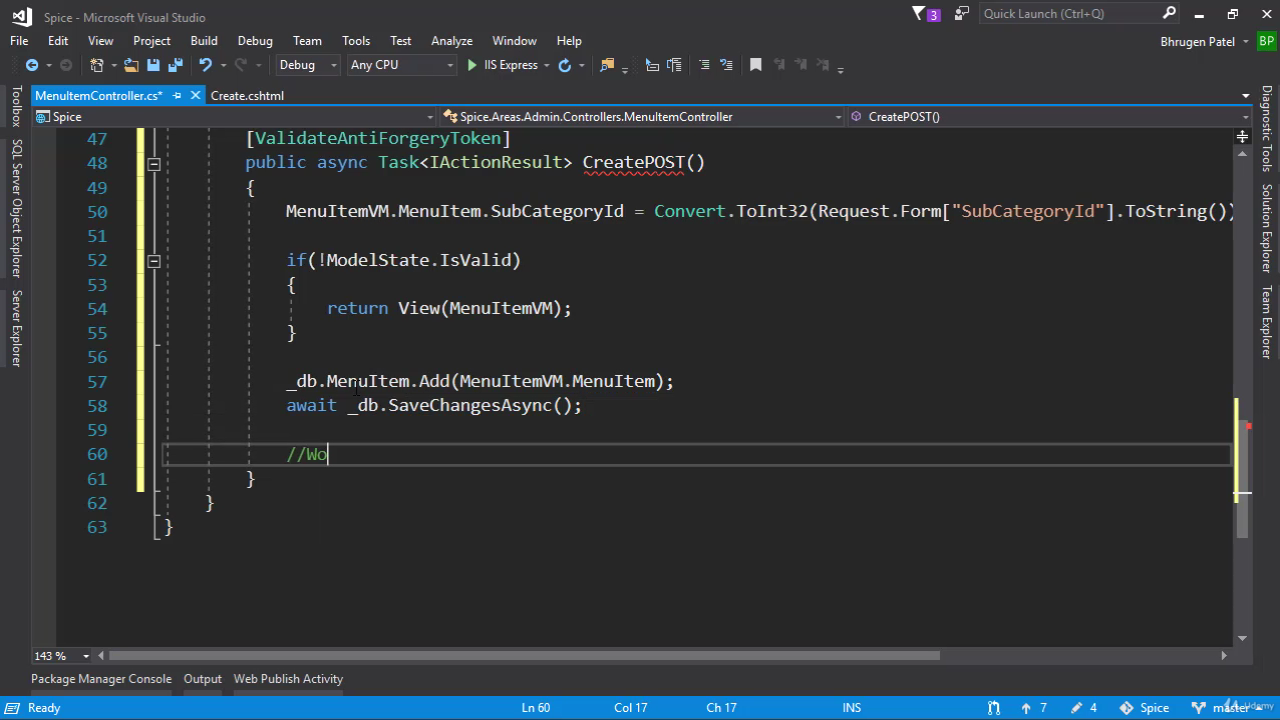 Spice - Microsoft Visual Studio
3
Quick Launch (Ctrl+Q)
File Edit View Project Build Debug Team Tools Test Analyze Window Help
Bhrugen Patel BP
Debug Any CPU IIS Express
MenuItemController.cs* Create.cshtml
Spice Spice.Areas.Admin.Controllers.MenuItemController CreatePOST()
47 [ValidateAntiForgeryToken]
48 public async Task<IActionResult> CreatePOST()
49 {
50 MenuItemVM.MenuItem.SubCategoryId = Convert.ToInt32(Request.Form["SubCategoryId"].ToString())
51
52 if(!ModelState.IsValid)
53 {
54 return View(MenuItemVM);
55 }
56
57 _db.MenuItem.Add(MenuItemVM.MenuItem);
58 await _db.SaveChangesAsync();
59
60 //Wo
61 }
62 }
63 }
143 %
Toolbox
SQL Server Object Explorer
Server Explorer
Diagnostic Tools
Solution Explorer
Team Explorer
Package Manager Console Output Web Publish Activity
Ready Ln 60 Col 17 Ch 17 INS 7 4 Spice master
Udemy